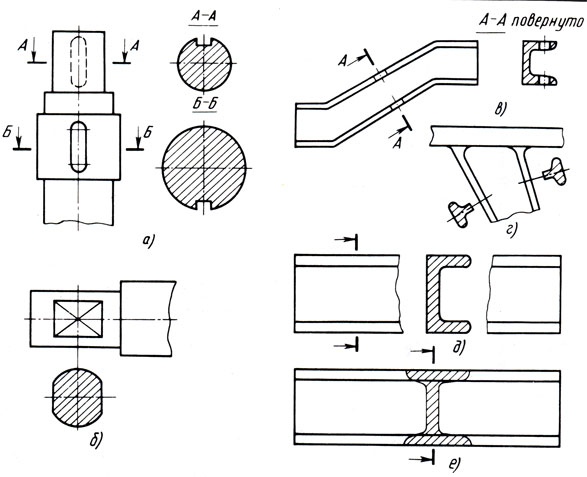 А-А
А А
Б-Б
Б Б
а)
б)
А-А повернуто
А
А
в)
г)
д)
е)